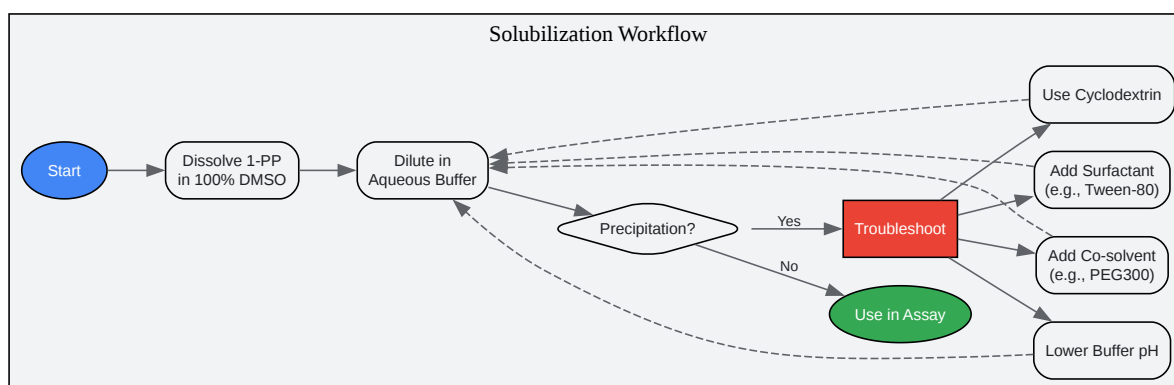 Solubilization Workflow
Start
Dissolve 1-PP
in 100% DMSO
Dilute in
Aqueous Buffer
Precipitation?
Yes
No
Troubleshoot
Use in Assay
Use Cyclodextrin
Add Surfactant
(e.g., Tween-80)
Add Co-solvent
(e.g., PEG300)
Lower Buffer pH